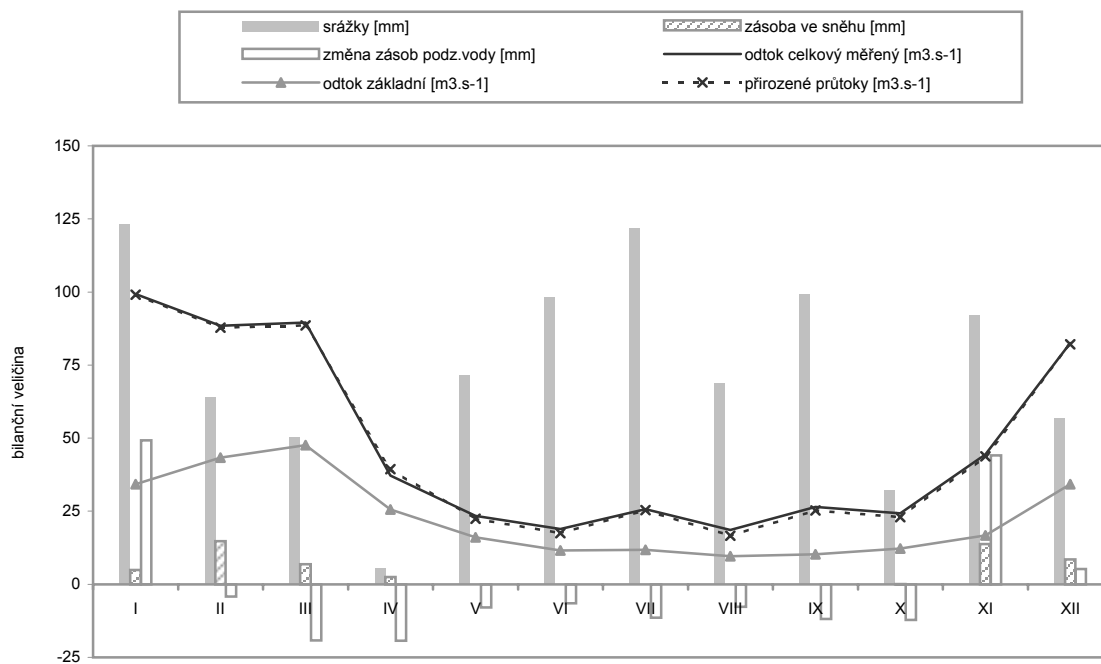 srážky [mm] zásoba ve sněhu [mm]
změna zásob podz.vody [mm] odtok celkový měřený [m3.s-1]
odtok základní [m3.s-1] přirozené průtoky [m3.s-1]
150
125
100
75
50
25
0
-25
bilanční veličina
I II III IV V VI VII VIII IX X XI XII